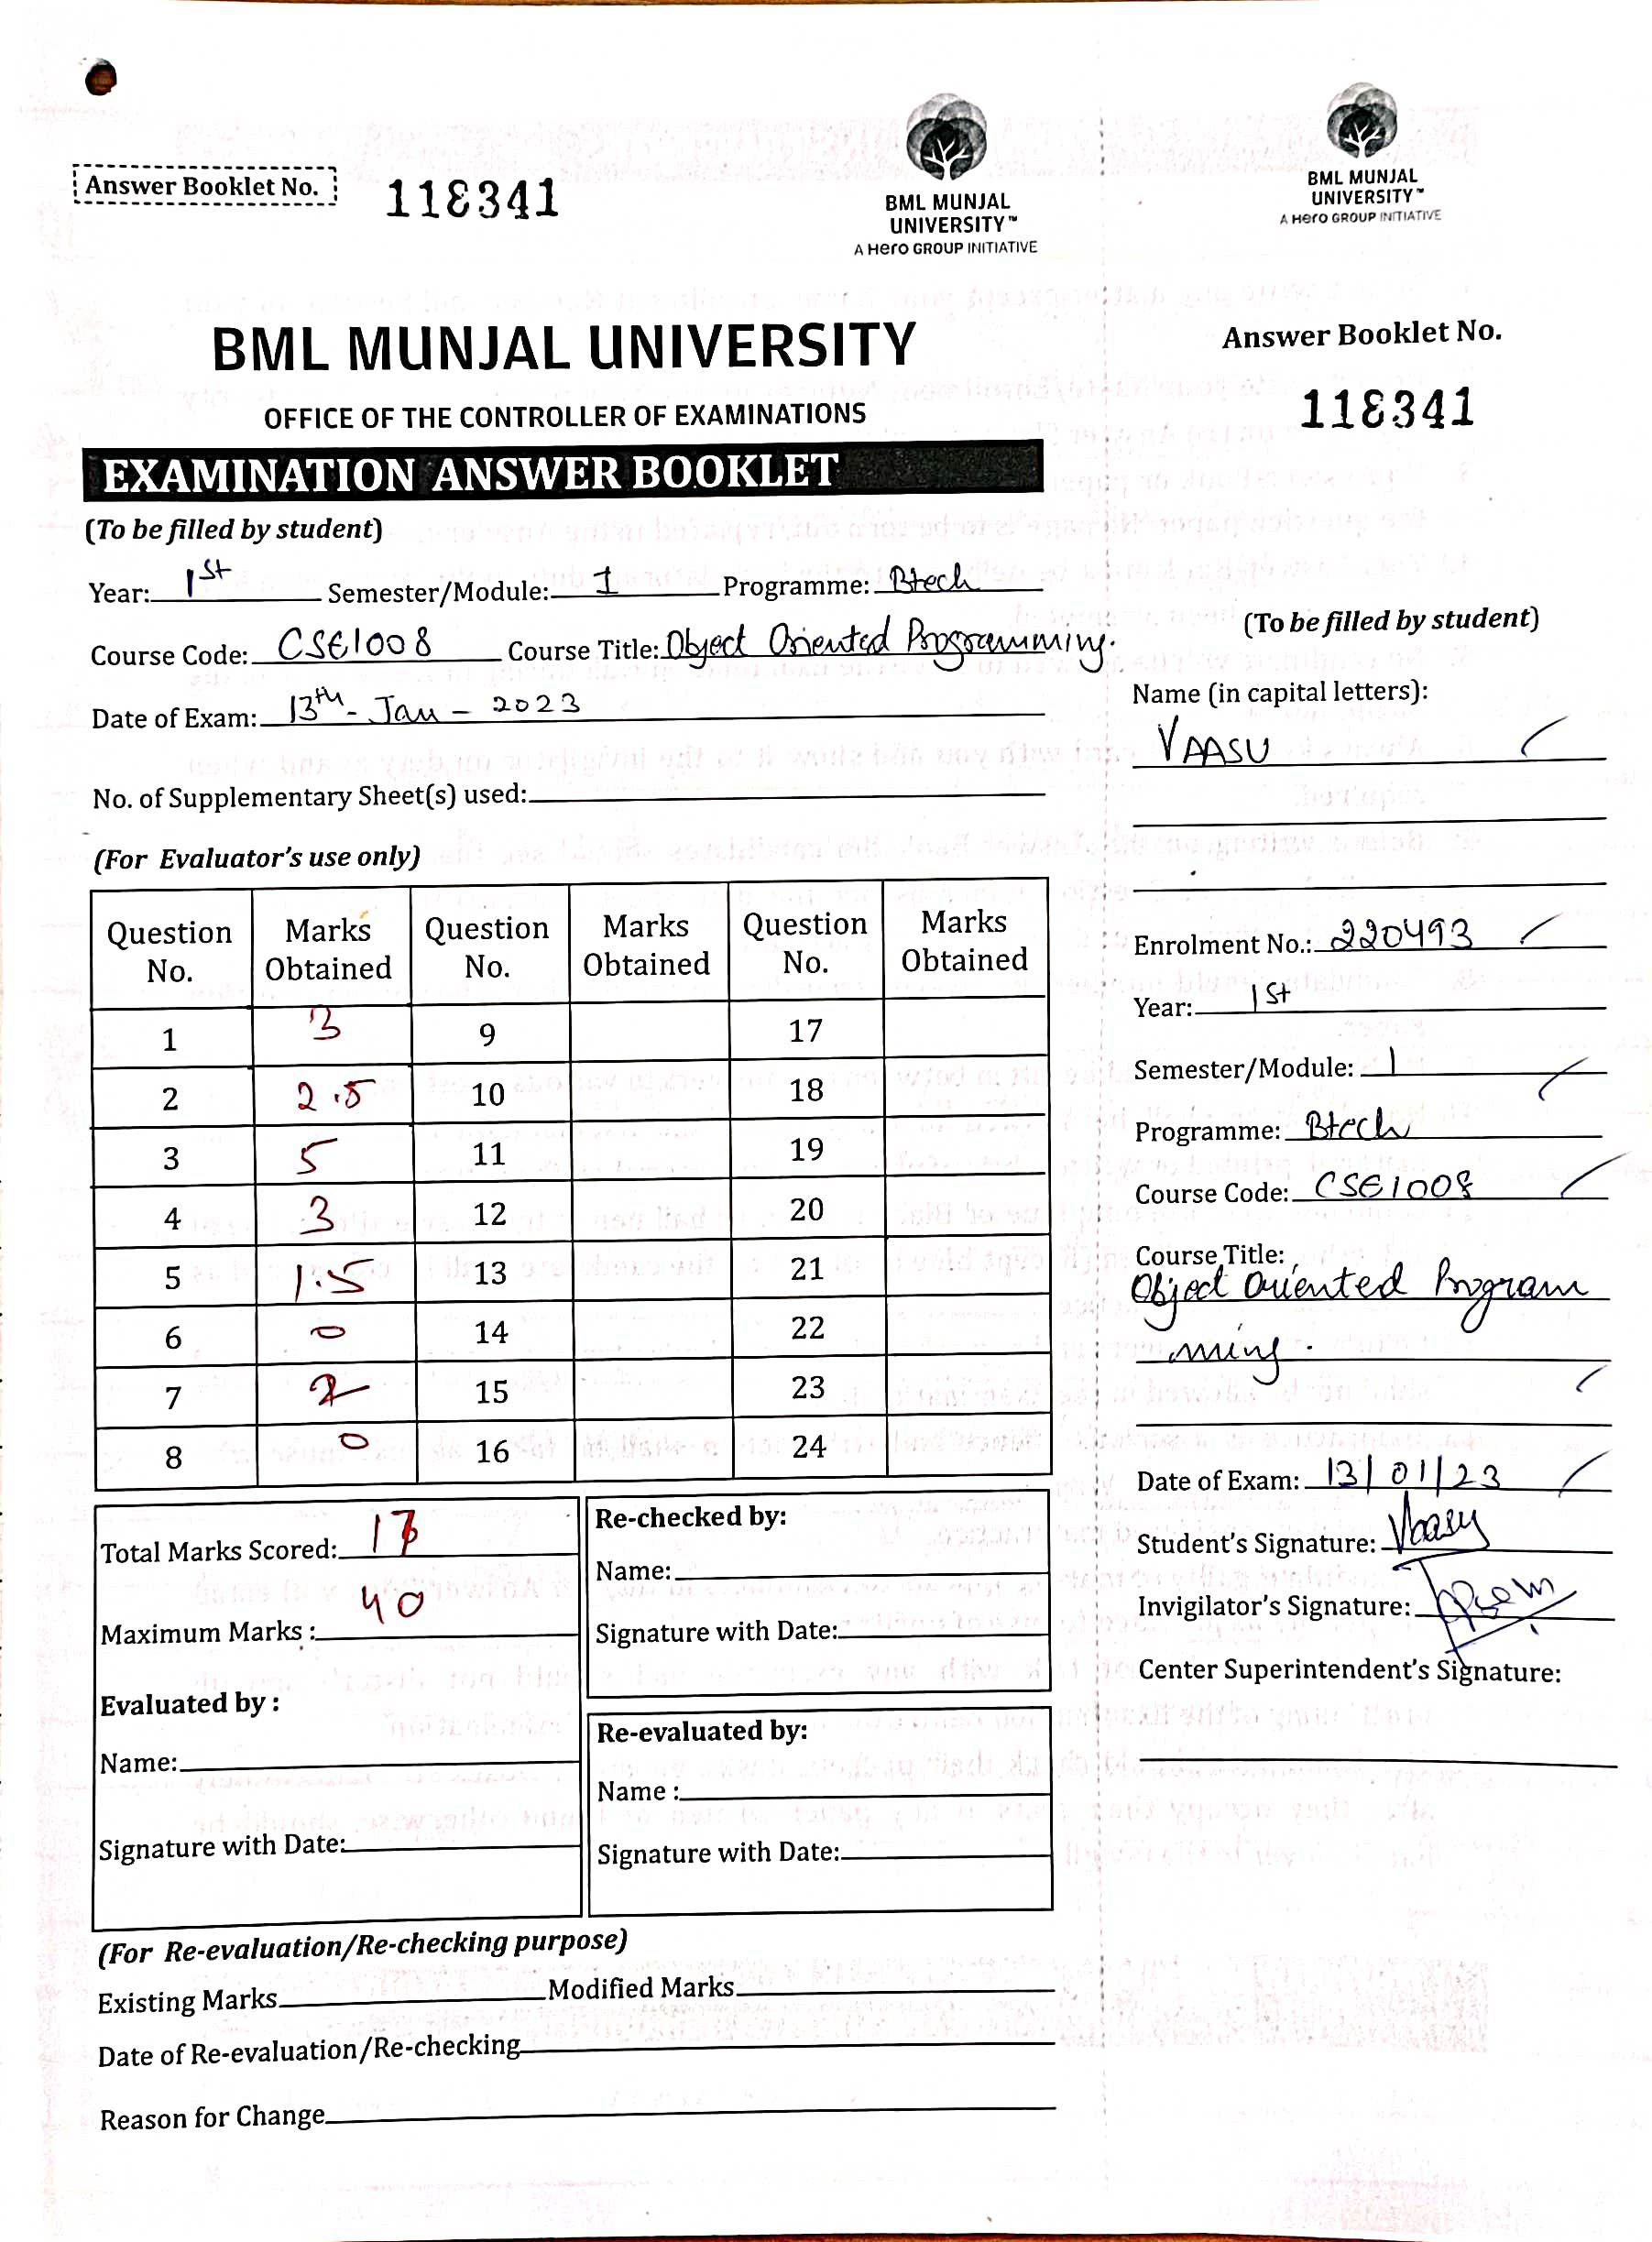 Answer Booklet No. 118341
BML MUNJAL
UNIVERSITY™
A Hero GROUP INITIATIVE
BML MUNJAL UNIVERSITY
OFFICE OF THE CONTROLLER OF EXAMINATIONS
EXAMINATION ANSWER BOOKLET
(To be filled by student)
Year: 1st Semester/Module: I Programme: Btech
Course Code: CSE1008 Course Title: Object Oriented Programming.
Date of Exam: 13th - Jan - 2023
No. of Supplementary Sheet(s) used:
(For Evaluator's use only)
Question No. Marks Obtained Question No. Marks Obtained Question No. Marks Obtained
1 3 9 17
2 2.5 10 18
3 5 11 19
4 3 12 20
5 1.5 13 21
6 0 14 22
7 2 15 23
8 0 16 24
Total Marks Scored: 17
Maximum Marks : 40
Evaluated by :
Name:
Signature with Date:
Re-checked by:
Name:
Signature with Date:
Re-evaluated by:
Name :
Signature with Date:
(For Re-evaluation/Re-checking purpose)
Existing Marks Modified Marks
Date of Re-evaluation/Re-checking
Reason for Change
BML MUNJAL
UNIVERSITY™
A Hero GROUP INITIATIVE
Answer Booklet No.
118341
(To be filled by student)
Name (in capital letters):
VAASU
Enrolment No.: 220493
Year: 1st
Semester/Module: 1
Programme: Btech
Course Code: CSE1008
Course Title:
Object Oriented Program
ming.
Date of Exam: 13/01/23
Student's Signature: Vaasu
Invigilator's Signature:
Center Superintendent's Signature: